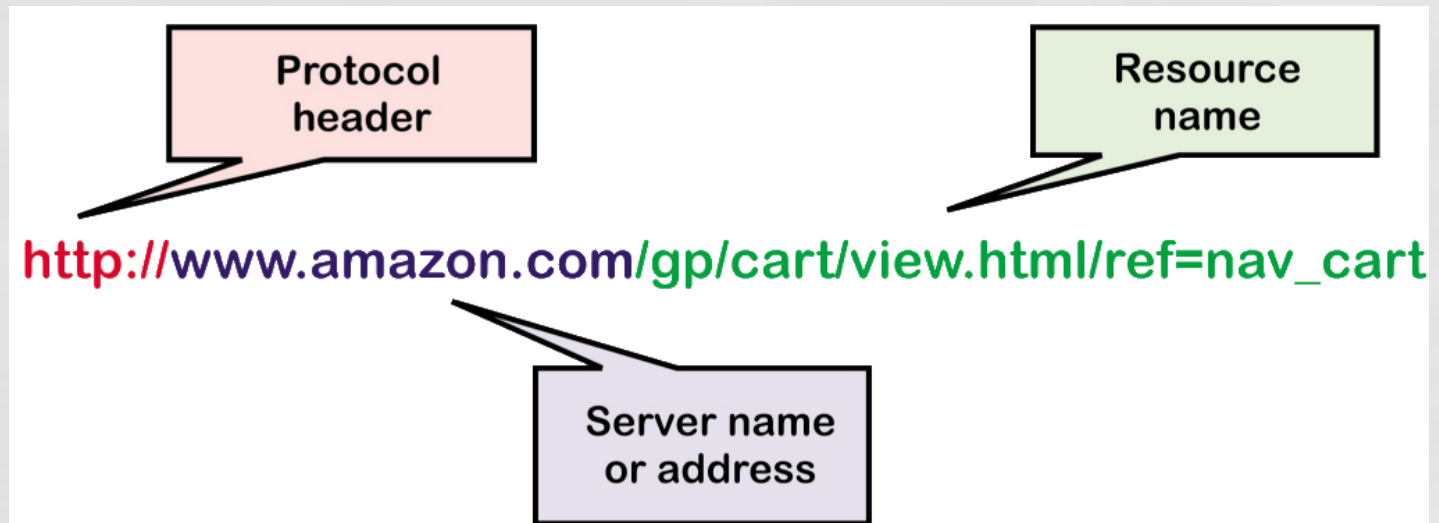 Protocol
header
Resource
name
http://www.amazon.com/gp/cart/view.html/ref=nav_cart
Server name
or address